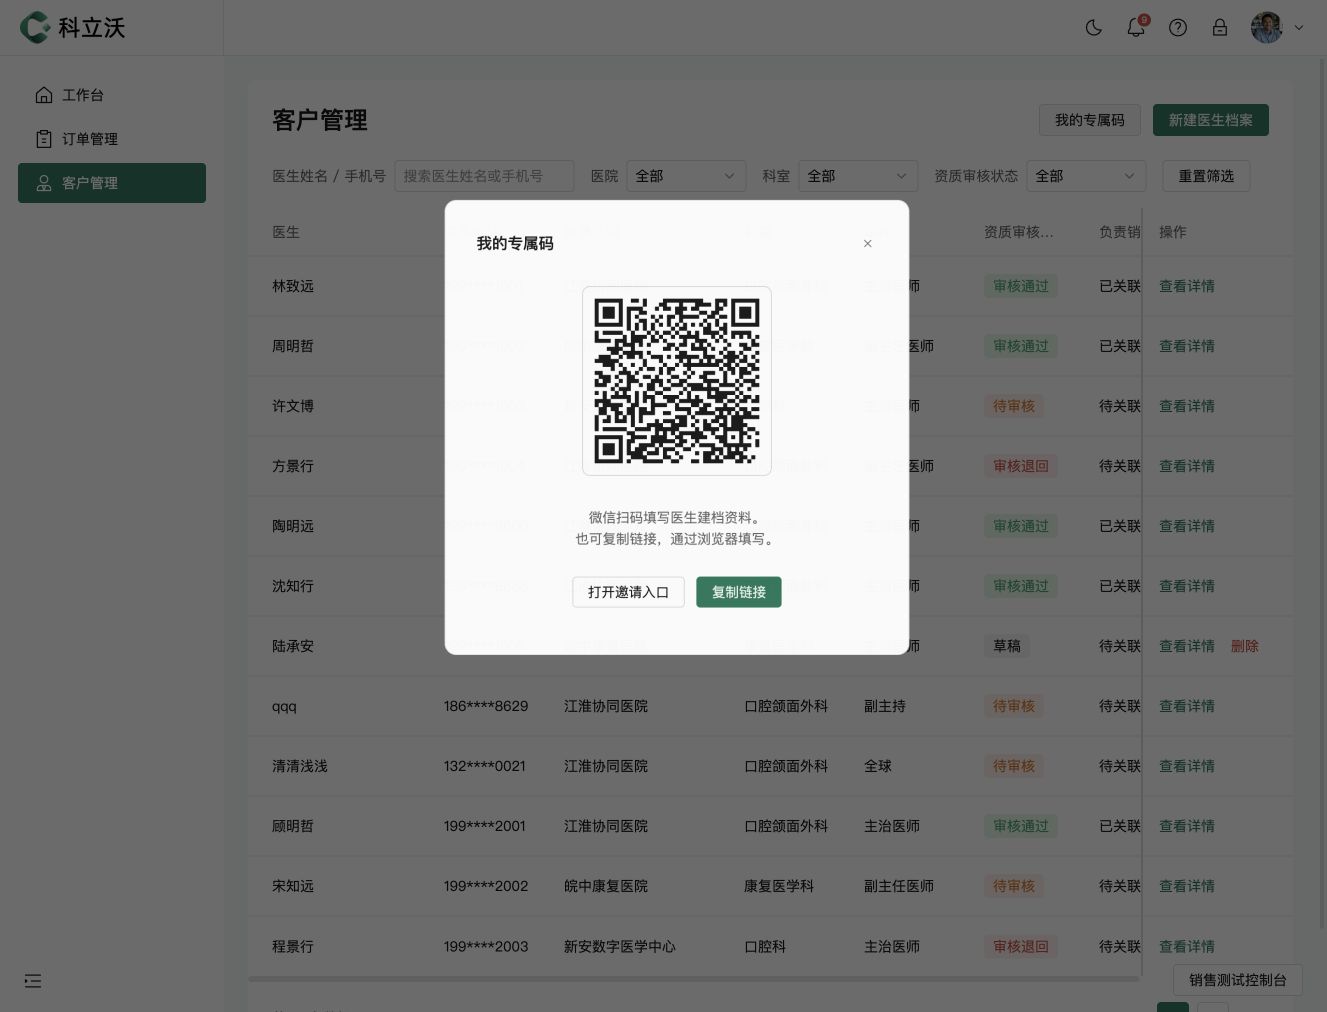 科立沃
9
工作台
订单管理
客户管理
客户管理
我的专属码
新建医生档案
医生姓名 / 手机号
搜索医生姓名或手机号
医院
全部
科室
全部
资质审核状态
全部
重置筛选
医生
资质审核...
负责销
操作
林致远
师
审核通过
已关联
查看详情
周明哲
医师
审核通过
已关联
查看详情
许文博
师
待审核
待关联
查看详情
方景行
医师
审核退回
待关联
查看详情
陶明远
师
审核通过
已关联
查看详情
沈知行
师
审核通过
已关联
查看详情
陆承安
师
草稿
待关联
查看详情
删除
qqq
186****8629
江淮协同医院
口腔颌面外科
副主持
待审核
待关联
查看详情
清清浅浅
132****0021
江淮协同医院
口腔颌面外科
全球
待审核
待关联
查看详情
顾明哲
199****2001
江淮协同医院
口腔颌面外科
主治医师
审核通过
已关联
查看详情
宋知远
199****2002
皖中康复医院
康复医学科
副主任医师
待审核
待关联
查看详情
程景行
199****2003
新安数字医学中心
口腔科
主治医师
审核退回
待关联
查看详情
我的专属码
微信扫码填写医生建档资料。
也可复制链接，通过浏览器填写。
打开邀请入口
复制链接
销售测试控制台